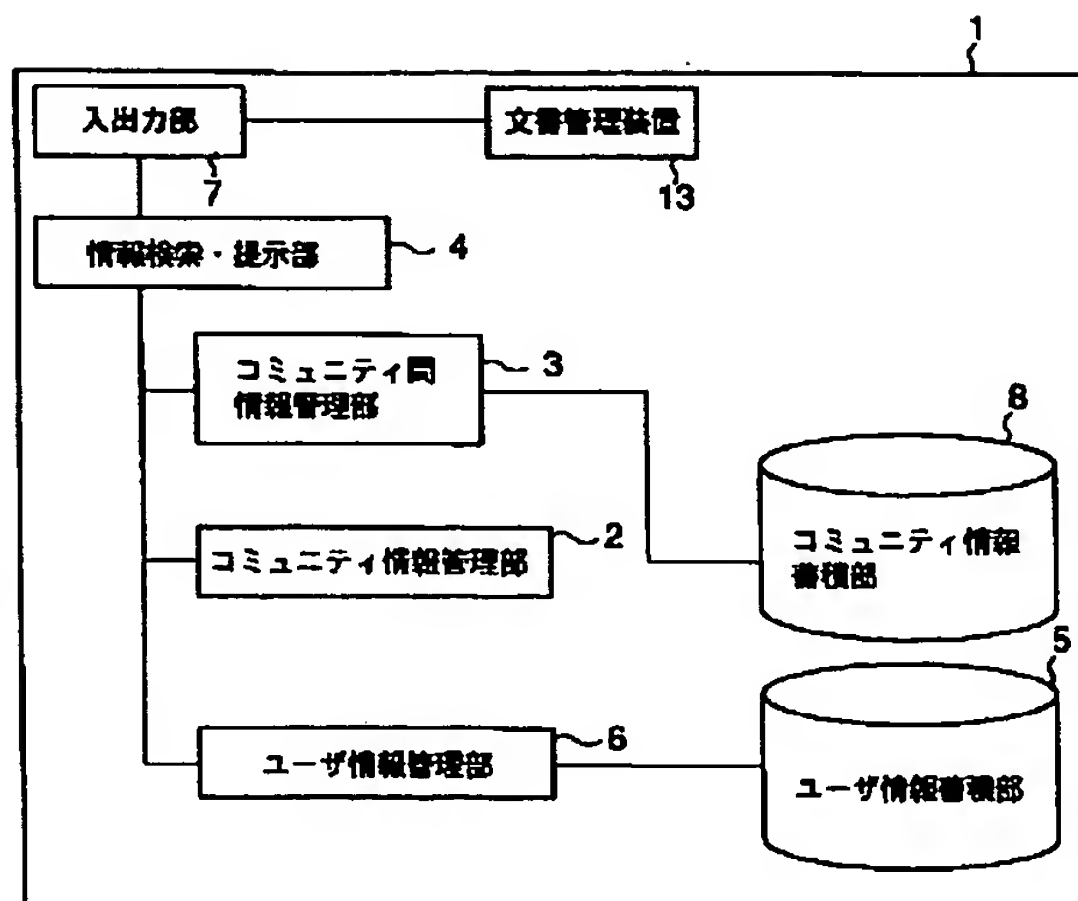 1
入出力部
文書管理装置
7
13
情報検索・提示部
4
コミュニティ間
情報管理部
3
8
コミュニティ情報管理部
2
コミュニティ情報
蓄積部
5
ユーザ情報管理部
6
ユーザ情報蓄積部